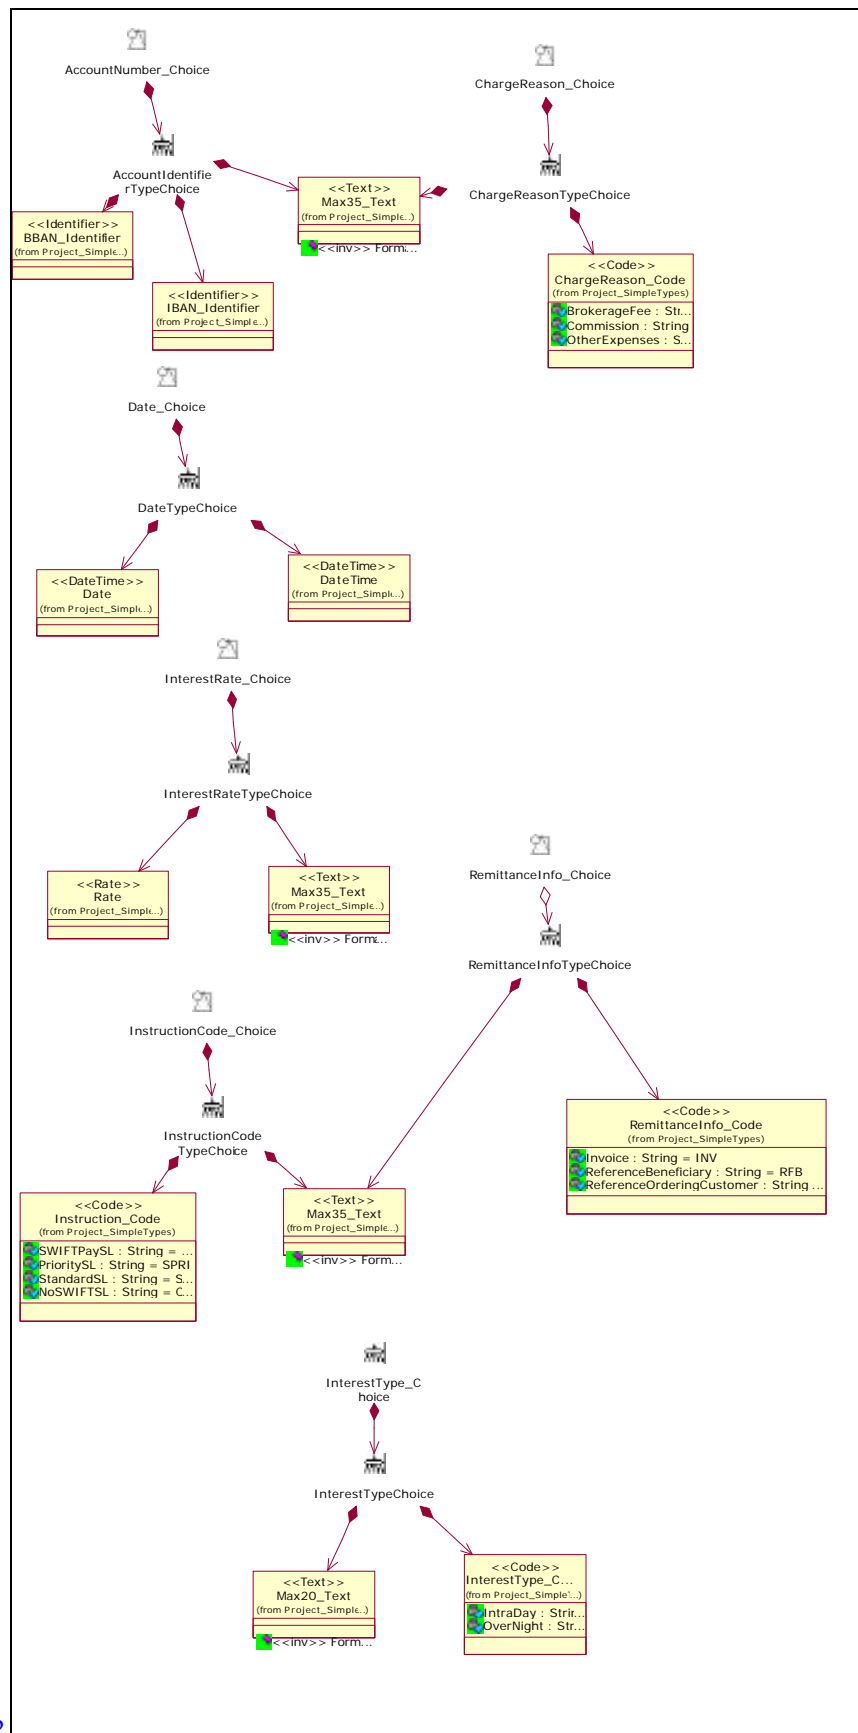 AccountNumber_Choice
ChargeReason_Choice
AccountIdentifie
rTypeChoice
<<Text>>
Max35_Text
(from Project_Simple...)
<<inv>> Form...
ChargeReasonTypeChoice
<<Identifier>>
BBAN_Identifier
(from Project_Simple...)
<<Identifier>>
IBAN_Identifier
(from Project_Simple...)
<<Code>>
ChargeReason_Code
(from Project_SimpleTypes)
BrokerageFee : Str...
Commission : String
OtherExpenses : S...
Date_Choice
DateTypeChoice
<<DateTime>>
Date
(from Project_Simple...)
<<DateTime>>
DateTime
(from Project_Simple...)
InterestRate_Choice
InterestRateTypeChoice
<<Rate>>
Rate
(from Project_Simple...)
<<Text>>
Max35_Text
(from Project_Simple...)
<<inv>> Form...
RemittanceInfo_Choice
RemittanceInfoTypeChoice
InstructionCode_Choice
InstructionCode
TypeChoice
<<Code>>
RemittanceInfo_Code
(from Project_SimpleTypes)
Invoice : String = INV
ReferenceBeneficiary : String = RFB
ReferenceOrderingCustomer : String ...
<<Code>>
Instruction_Code
(from Project_SimpleTypes)
SWIFTPaySL : String = ...
PrioritySL : String = SPRI
StandardSL : String = S...
NoSWIFTSL : String = C...
<<Text>>
Max35_Text
(from Project_Simple...)
<<inv>> Form...
InterestType_C
hoice
InterestTypeChoice
<<Text>>
Max20_Text
(from Project_Simple...)
<<inv>> Form...
<<Code>>
InterestType_C...
(from Project_Simple...)
IntraDay : Strin...
OverNight : Str...